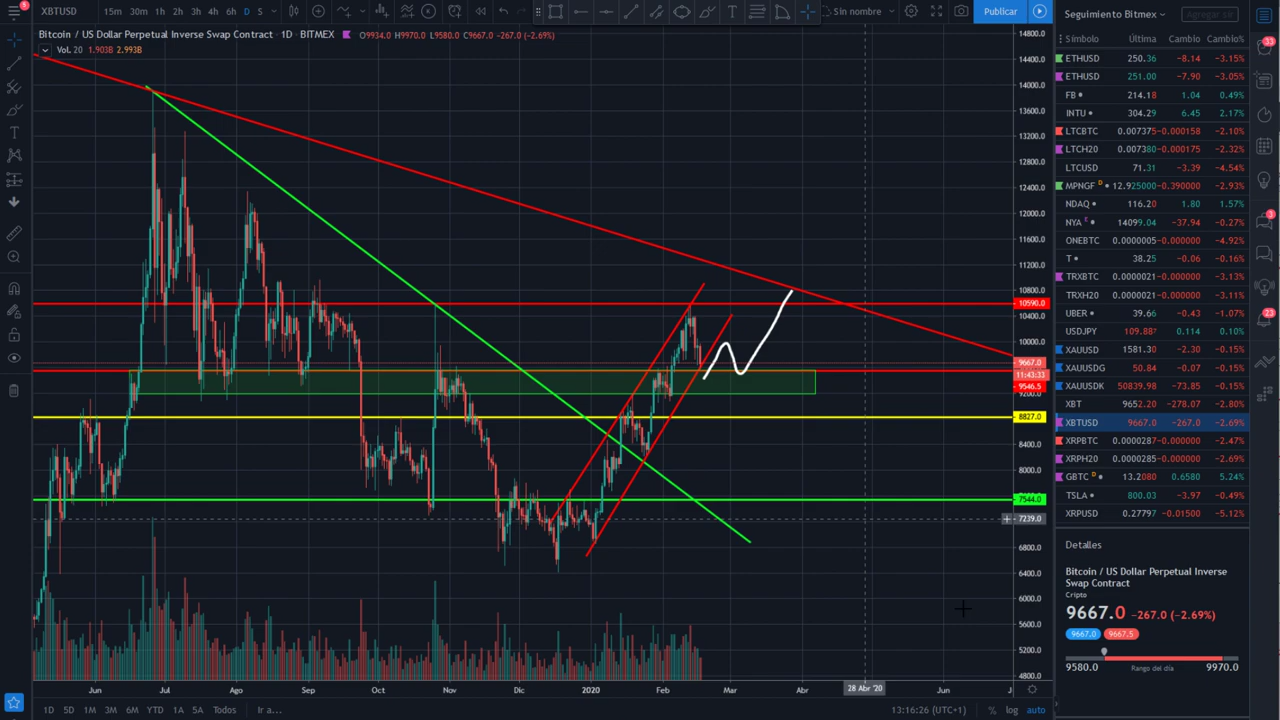 XBTUSD 15m 30m 1h 2h 3h 4h 6h D 5 Sin nombre Publicar
Bitcoin / US Dollar Perpetual Inverse Swap Contract · 1D · BITMEX O9934.0 H9970.0 L9580.0 C9667.0 −267.0 (−2.69%)
Vol. 20 1.903B 2.993B
14800.0
14400.0
14000.0
13600.0
13200.0
12800.0
12400.0
12000.0
11600.0
11200.0
10800.0
10590.0
10400.0
10000.0
9667.0
11:43:33
9546.5
9200.0
8827.0
8400.0
8000.0
7544.0
7239.0
6800.0
6400.0
6000.0
5600.0
5200.0
4800.0
Jun Jul Ago Sep Oct Nov Dic 2020 Feb Mar Abr 28 Abr '20 Jun J
1D 5D 1M 3M 6M YTD 1A 5A Todos Ir a... 13:16:26 (UTC+1) % log auto
Seguimiento Bitmex Agregar se
Símbolo Última Cambio Cambio%
ETHUSD 250.36 −8.14 −3.15%
ETHUSD 251.00 −7.90 −3.05%
FB 214.18 1.04 0.49%
INTU 304.29 6.45 2.17%
LTCBTC 0.007375 −0.000158 −2.10%
LTCH20 0.007380 −0.000175 −2.32%
LTCUSD 71.31 −3.39 −4.54%
MPNGF D 12.925000 −0.390000 −2.93%
NDAQ 116.20 1.80 1.57%
NYA E 14099.04 −37.94 −0.27%
ONEBTC 0.0000005 −0.000000 −4.92%
T 38.25 −0.06 −0.16%
TRXBTC 0.0000021 −0.000000 −3.13%
TRXH20 0.0000021 −0.000000 −3.11%
UBER 39.66 −0.43 −1.07%
USDJPY 109.887 0.114 0.10%
XAUUSD 1581.30 −2.30 −0.15%
XAUUSDG 50.84 −0.07 −0.15%
XAUUSDK 50839.98 −73.85 −0.15%
XBT 9652.20 −278.07 −2.80%
XBTUSD 9667.0 −267.0 −2.69%
XRPBTC 0.0000287 −0.000000 −2.47%
XRPH20 0.0000285 −0.000000 −2.69%
GBTC D 13.2080 0.6580 5.24%
TSLA 800.03 −3.97 −0.49%
XRPUSD 0.27797 −0.01500 −5.12%
Detalles
Bitcoin / US Dollar Perpetual Inverse
Swap Contract
Cripto
9667.0 −267.0 (−2.69%)
9667.0 9667.5
9580.0 Rango del día 9970.0
33
3
23